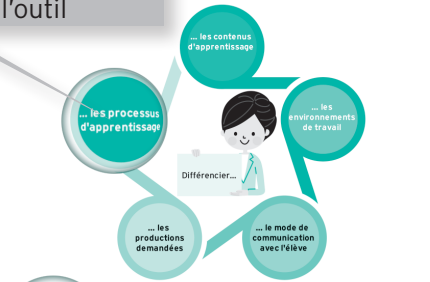 l'outil
... les contenus
d'apprentissage
... les processus
d'apprentissage
... les
environnements
de travail
Différencier...
... les
productions
demandées
... le mode de
communication
avec l'élève